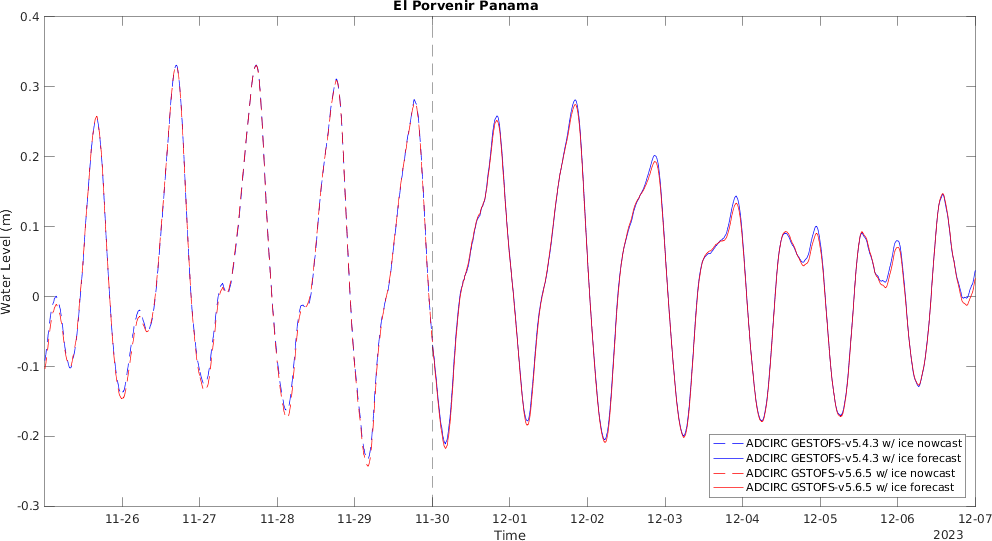 El Porvenir Panama
0.4
0.3
0.2
0.1
0
-0.1
-0.2
-0.3
Water Level (m)
ADCIRC GESTOFS-v5.4.3 w/ ice nowcast
ADCIRC GESTOFS-v5.4.3 w/ ice forecast
ADCIRC GSTOFS-v5.6.5 w/ ice nowcast
ADCIRC GSTOFS-v5.6.5 w/ ice forecast
11-26 11-27 11-28 11-29 11-30 12-01 12-02 12-03 12-04 12-05 12-06 12-07
Time
2023